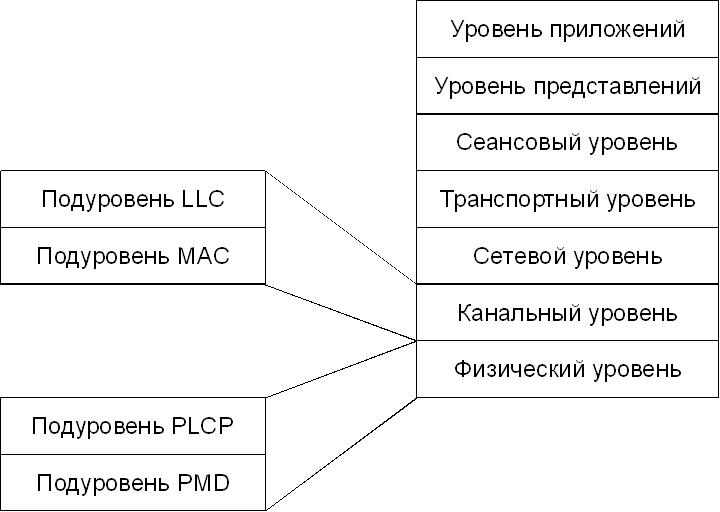 Уровень приложений
Уровень представлений
Сеансовый уровень
Транспортный уровень
Сетевой уровень
Канальный уровень
Физический уровень
Подуровень LLC
Подуровень MAC
Подуровень PLCP
Подуровень PMD